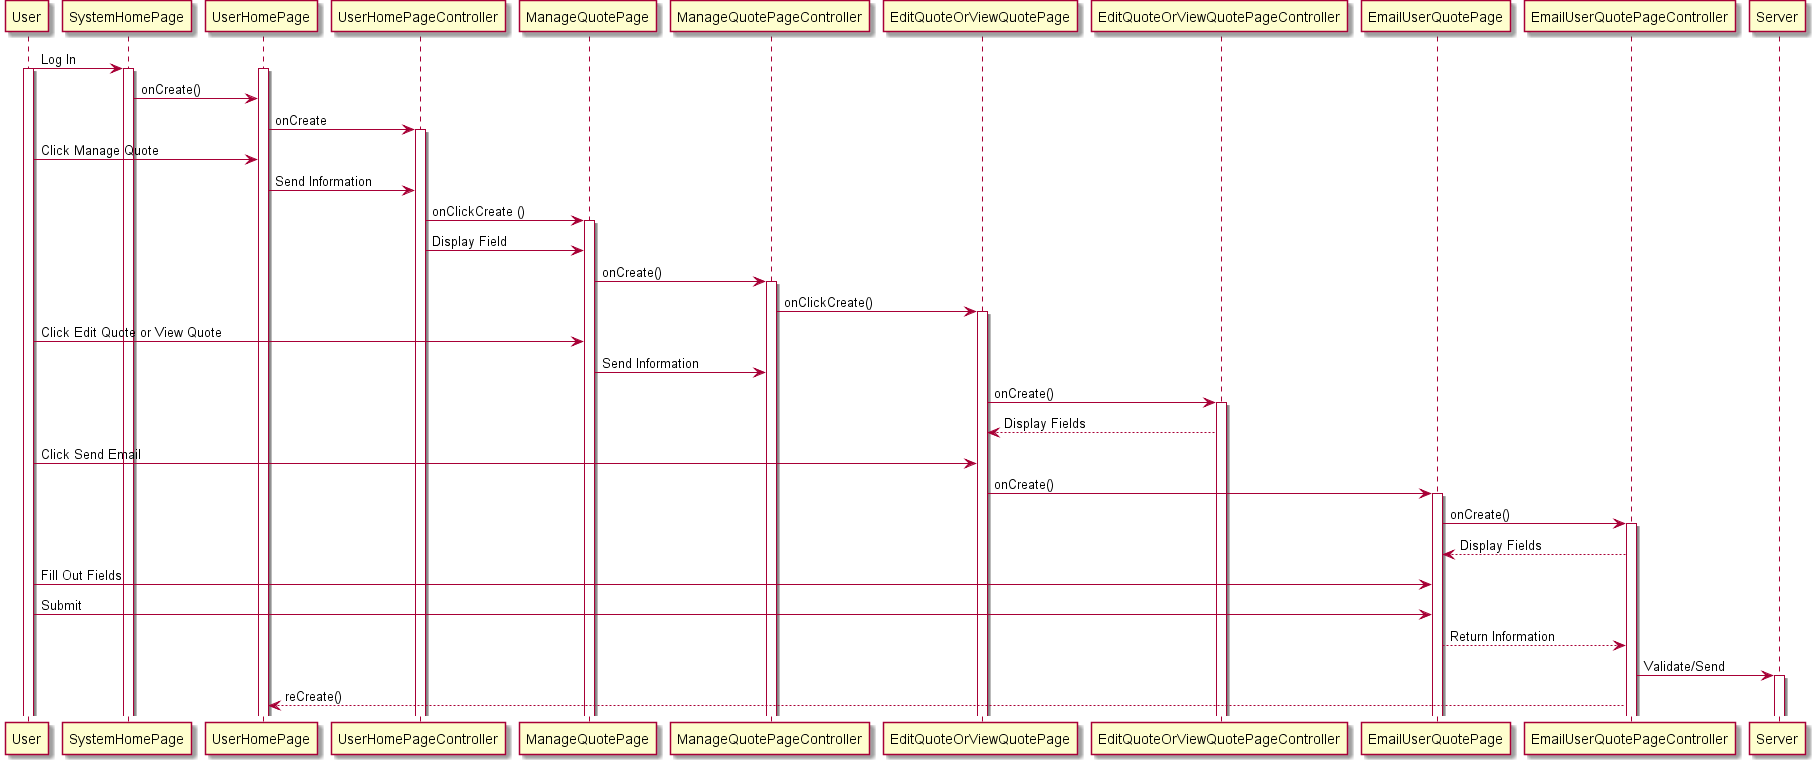 User SystemHomePage UserHomePage UserHomePageController ManageQuotePage ManageQuotePageController EditQuoteOrViewQuotePage EditQuoteOrViewQuotePageController EmailUserQuotePage EmailUserQuotePageController Server
Log In
onCreate()
onCreate
Click Manage Quote
Send Information
onClickCreate ()
Display Field
onCreate()
onClickCreate()
Click Edit Quote or View Quote
Send Information
onCreate()
Display Fields
Click Send Email
onCreate()
onCreate()
Display Fields
Fill Out Fields
Submit
Return Information
Validate/Send
reCreate()
User SystemHomePage UserHomePage UserHomePageController ManageQuotePage ManageQuotePageController EditQuoteOrViewQuotePage EditQuoteOrViewQuotePageController EmailUserQuotePage EmailUserQuotePageController Server